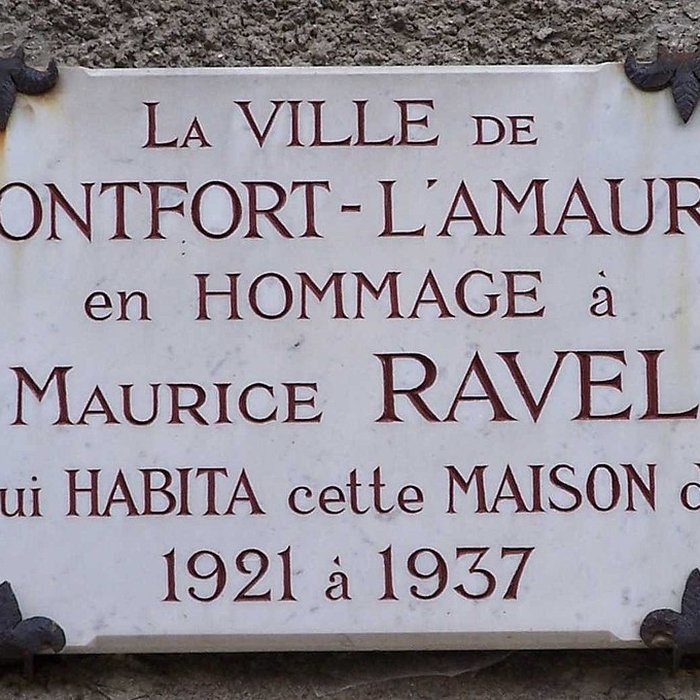 La VILLE DE
ONTFORT-L'AMAUR
en HOMMAGE à
MAURICE RAVEL
ui HABITA cette MAISON d
1921 à 1937